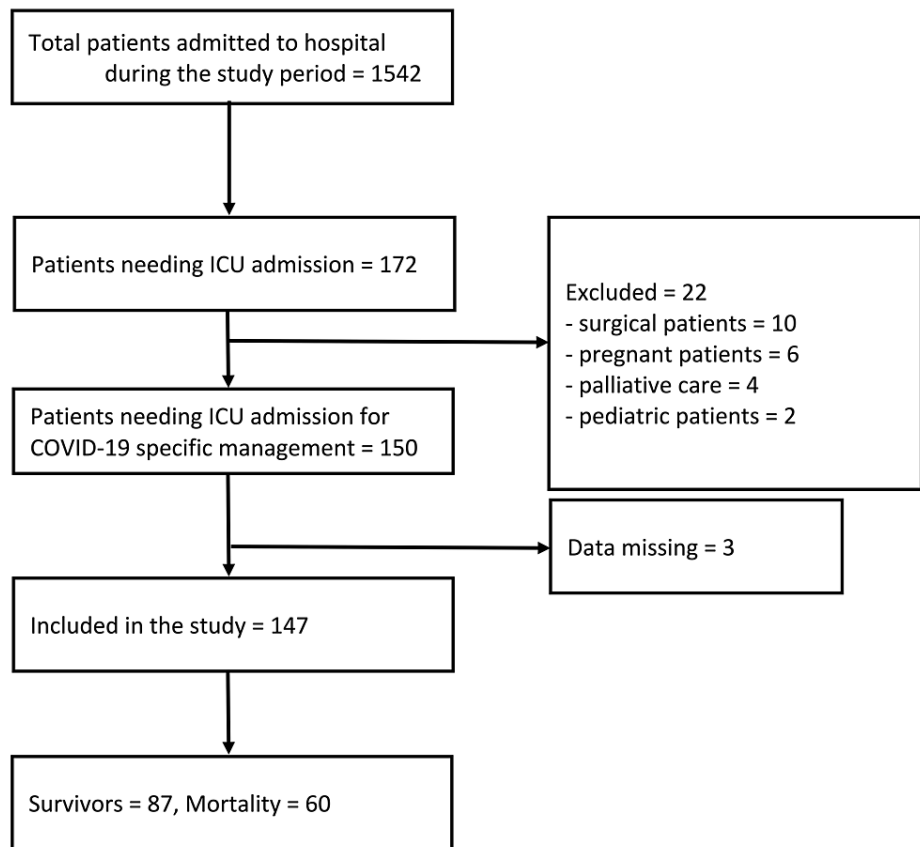 Total patients admitted to hospital
during the study period = 1542
Patients needing ICU admission = 172
Excluded = 22
- surgical patients = 10
- pregnant patients = 6
- palliative care = 4
- pediatric patients = 2
Patients needing ICU admission for
COVID-19 specific management = 150
Data missing = 3
Included in the study = 147
Survivors = 87, Mortality = 60